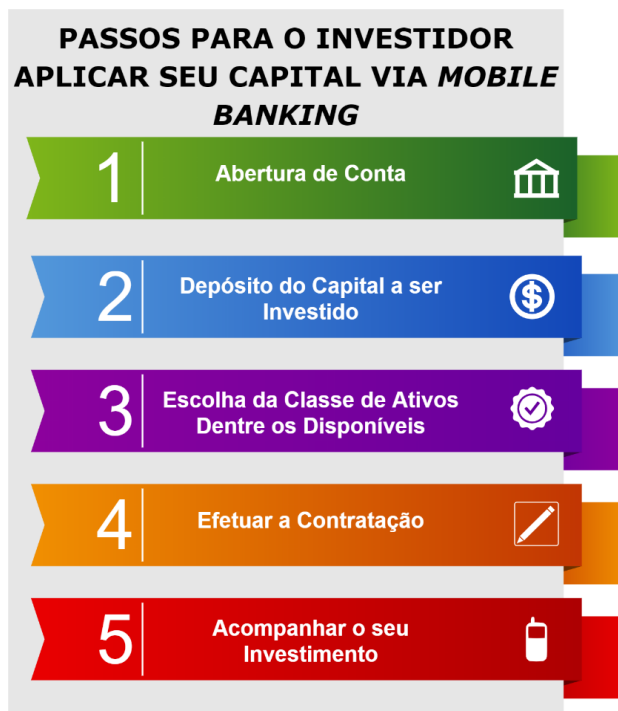 PASSOS PARA O INVESTIDOR
APLICAR SEU CAPITAL VIA MOBILE
BANKING
1
Abertura de Conta
2
Depósito do Capital a ser
Investido
3
Escolha da Classe de Ativos
Dentre os Disponíveis
4
Efetuar a Contratação
5
Acompanhar o seu
Investimento